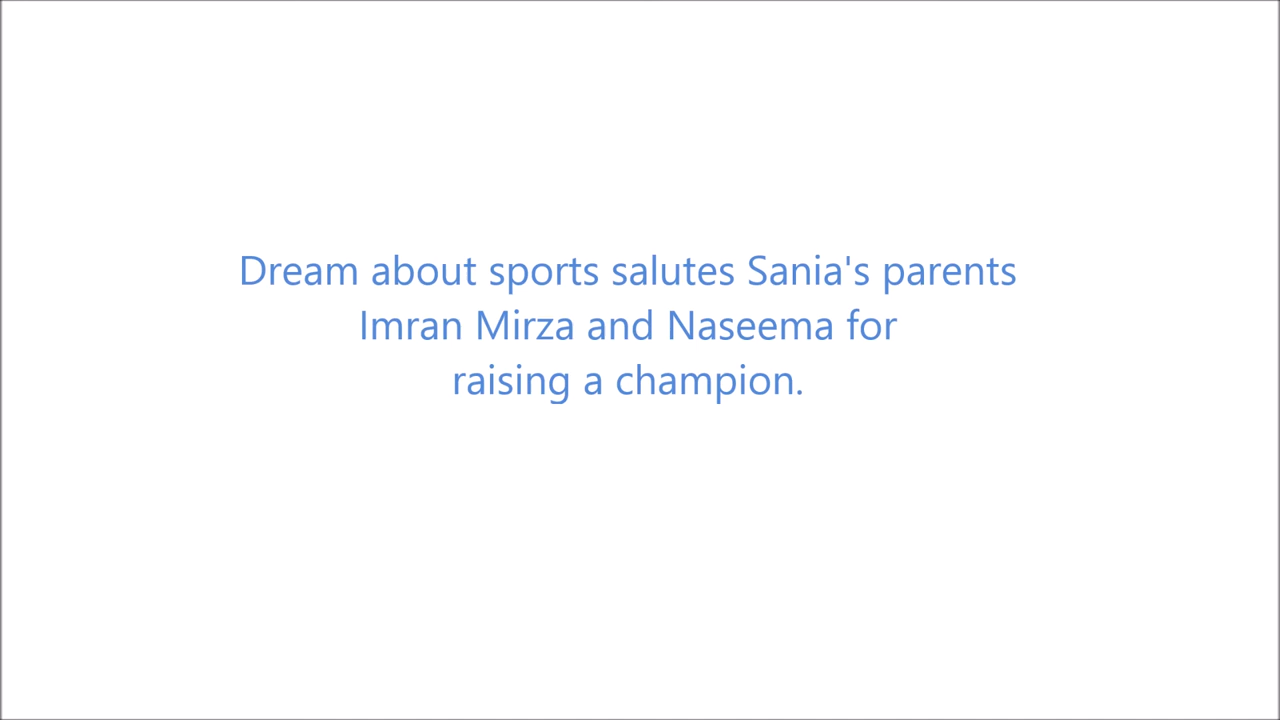 Dream about sports salutes Sania's parents
Imran Mirza and Naseema for
raising a champion.